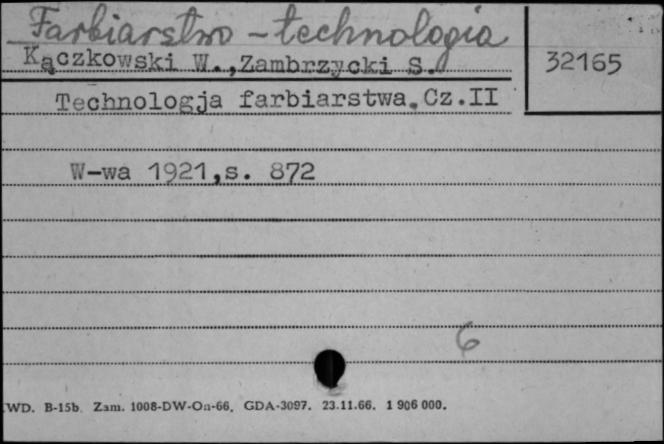 Farbiarstwo - technologia
Kączkowski W., Zambrzycki S.
32165
Technologja farbiarstwa. Cz.II
W-wa 1921,s. 872
6
WD. B-15b. Zam. 1008-DW-On-66. GDA-3097. 23.11.66. 1 906 000.